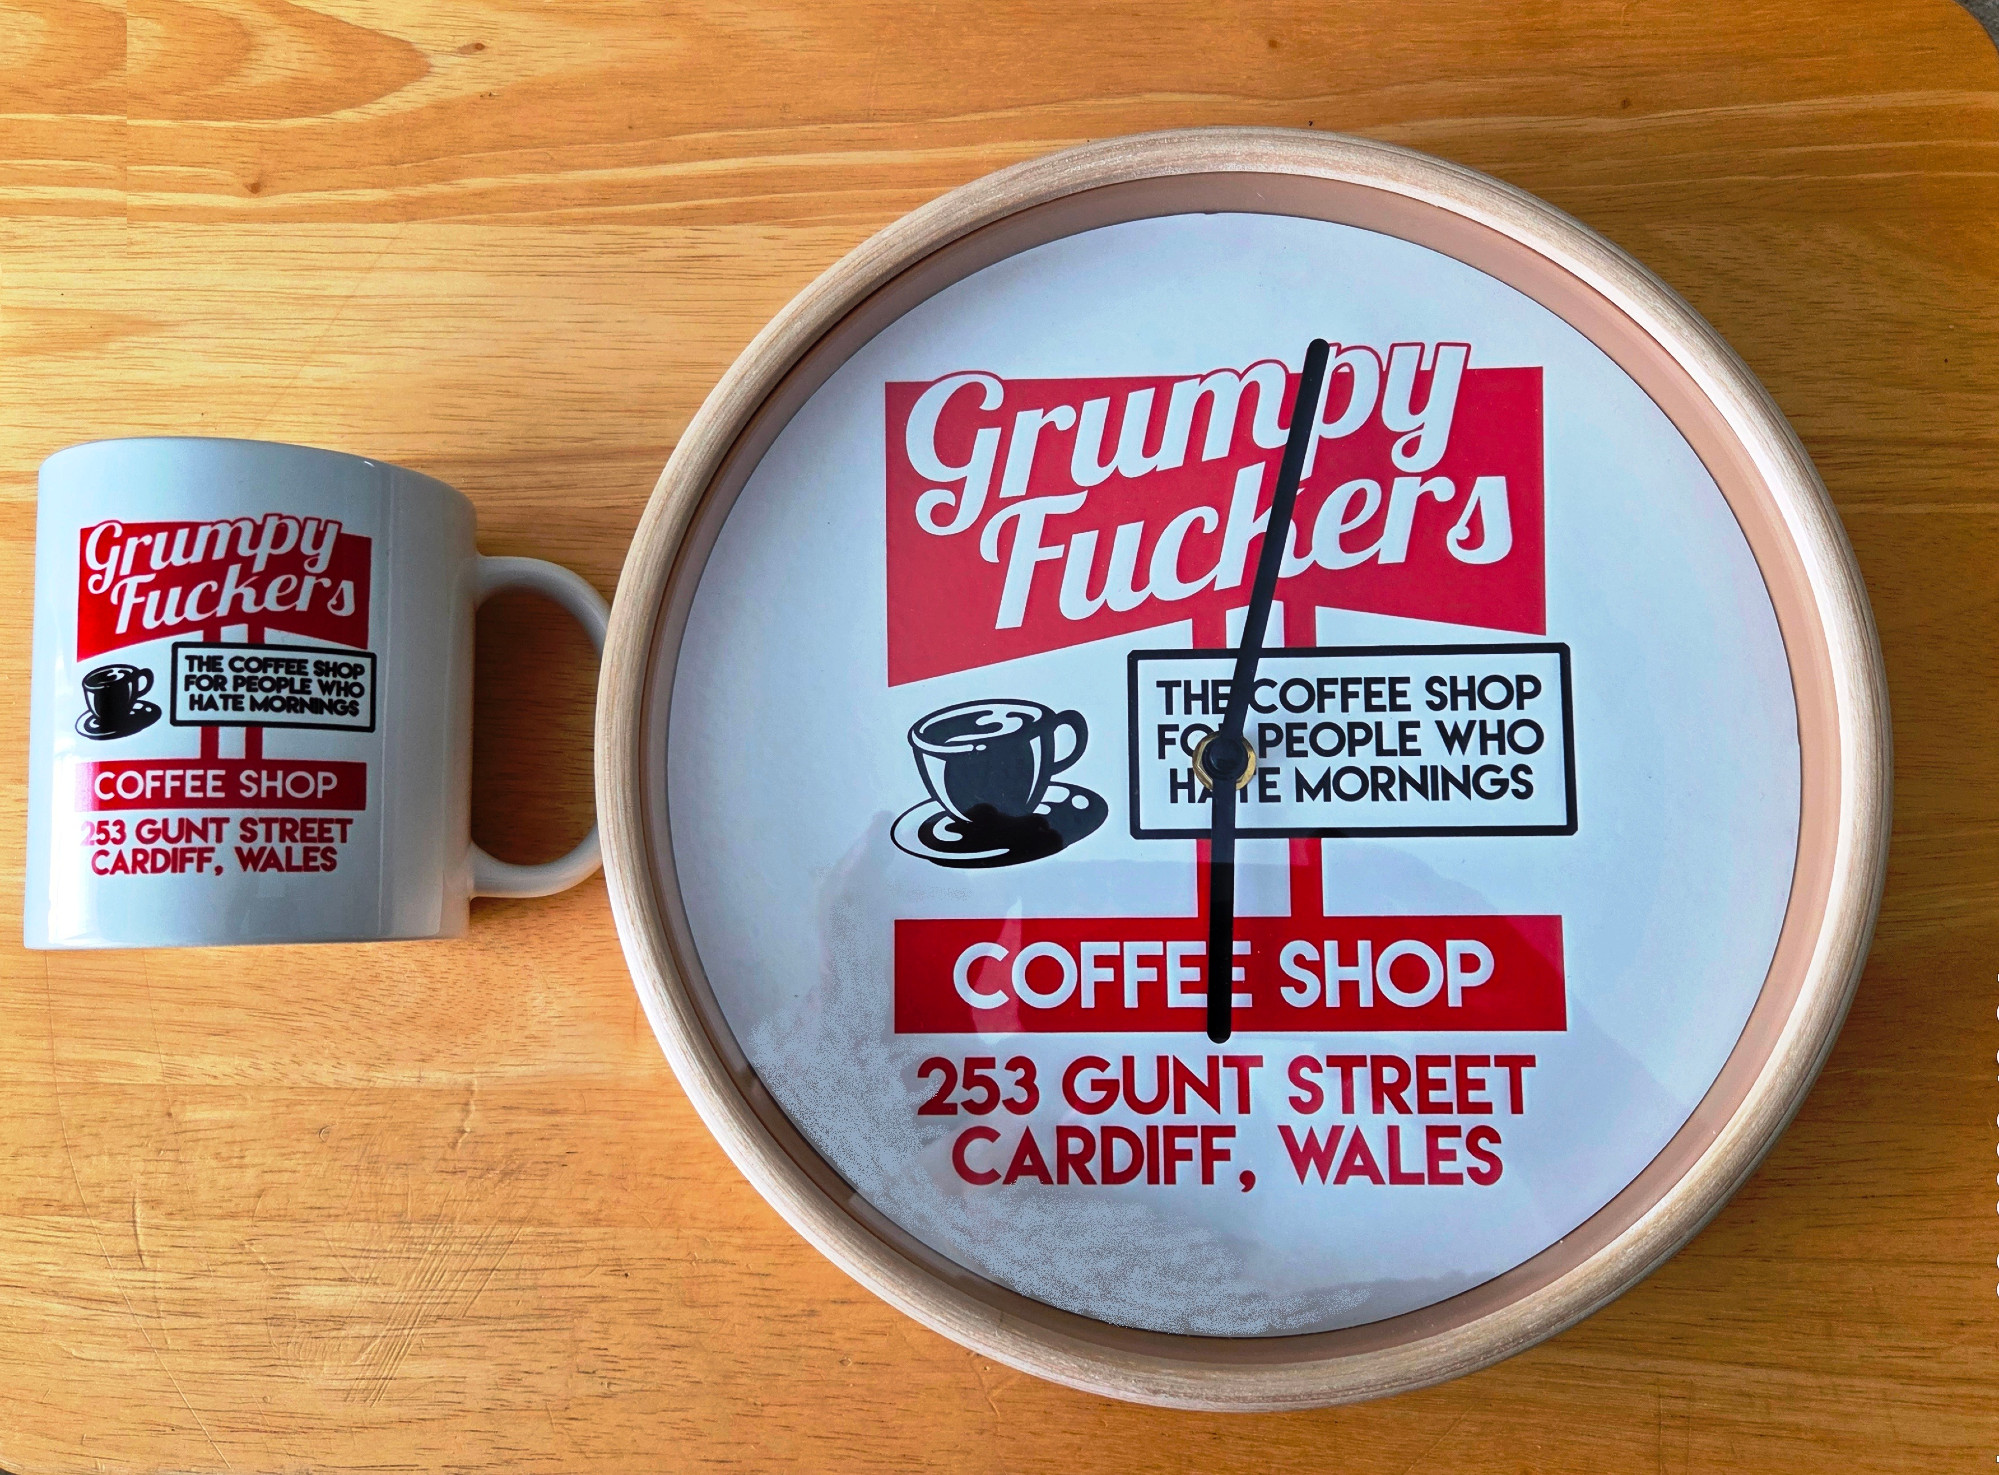 Grumpy
Fuckers
THE COFFEE SHOP
FOR PEOPLE WHO
HATE MORNINGS
COFFEE SHOP
253 GUNT STREET
CARDIFF, WALES
Grumpy
Fuckers
THE COFFEE SHOP
FOR PEOPLE WHO
HATE MORNINGS
COFFEE SHOP
253 GUNT STREET
CARDIFF, WALES